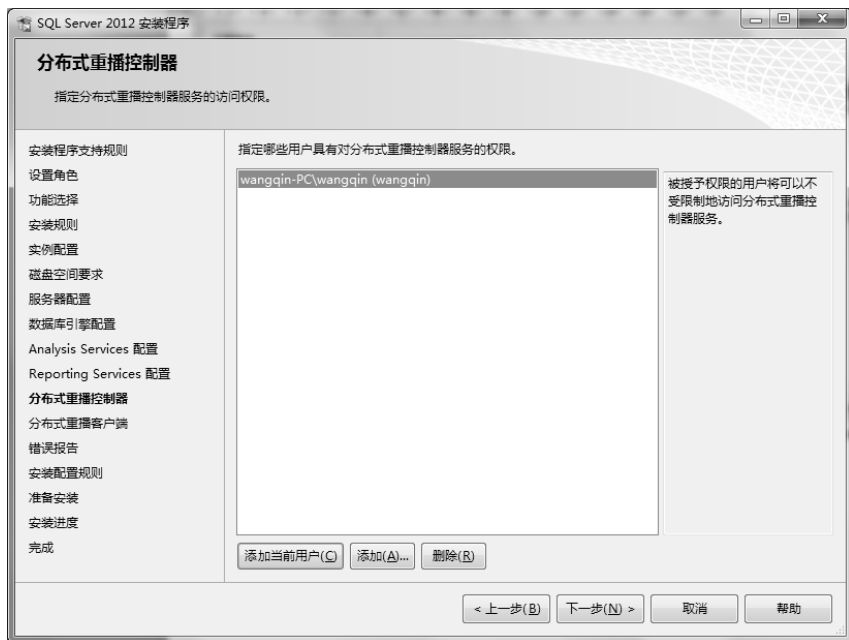 SQL Server 2012 安装程序
分布式重播控制器
指定分布式重播控制器服务的访问权限。
安装程序支持规则
设置角色
功能选择
安装规则
实例配置
磁盘空间要求
服务器配置
数据库引擎配置
Analysis Services 配置
Reporting Services 配置
分布式重播控制器
分布式重播客户端
错误报告
安装配置规则
准备安装
安装进度
完成
指定哪些用户具有对分布式重播控制器服务的权限。
wangqin-PC\wangqin (wangqin)
被授予权限的用户将可以不
受限制地访问分布式重播控
制器服务。
添加当前用户(C) 添加(A)... 删除(R)
< 上一步(B) 下一步(N) > 取消 帮助